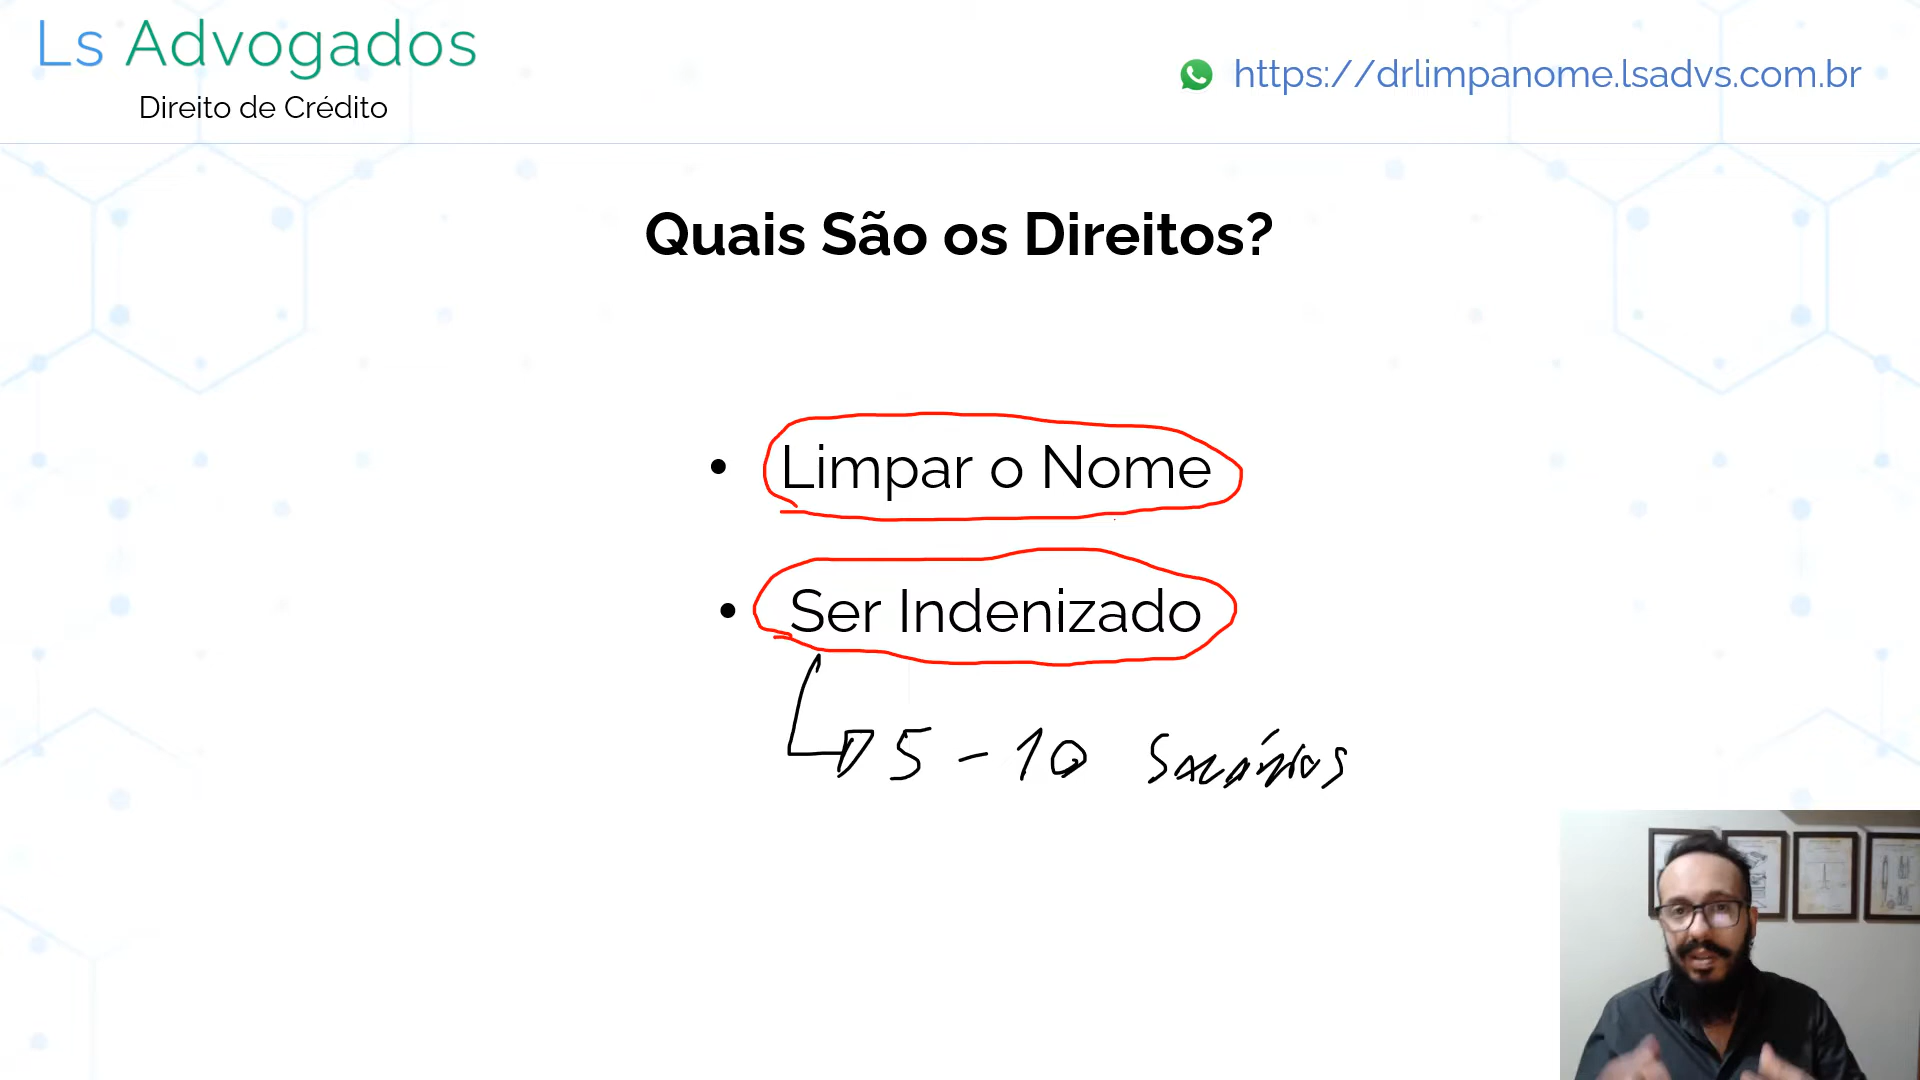 Ls Advogados
Direito de Crédito
https://drlimpanome.lsadvs.com.br
Quais São os Direitos?
• Limpar o Nome
• Ser Indenizado
5 - 10 Salários